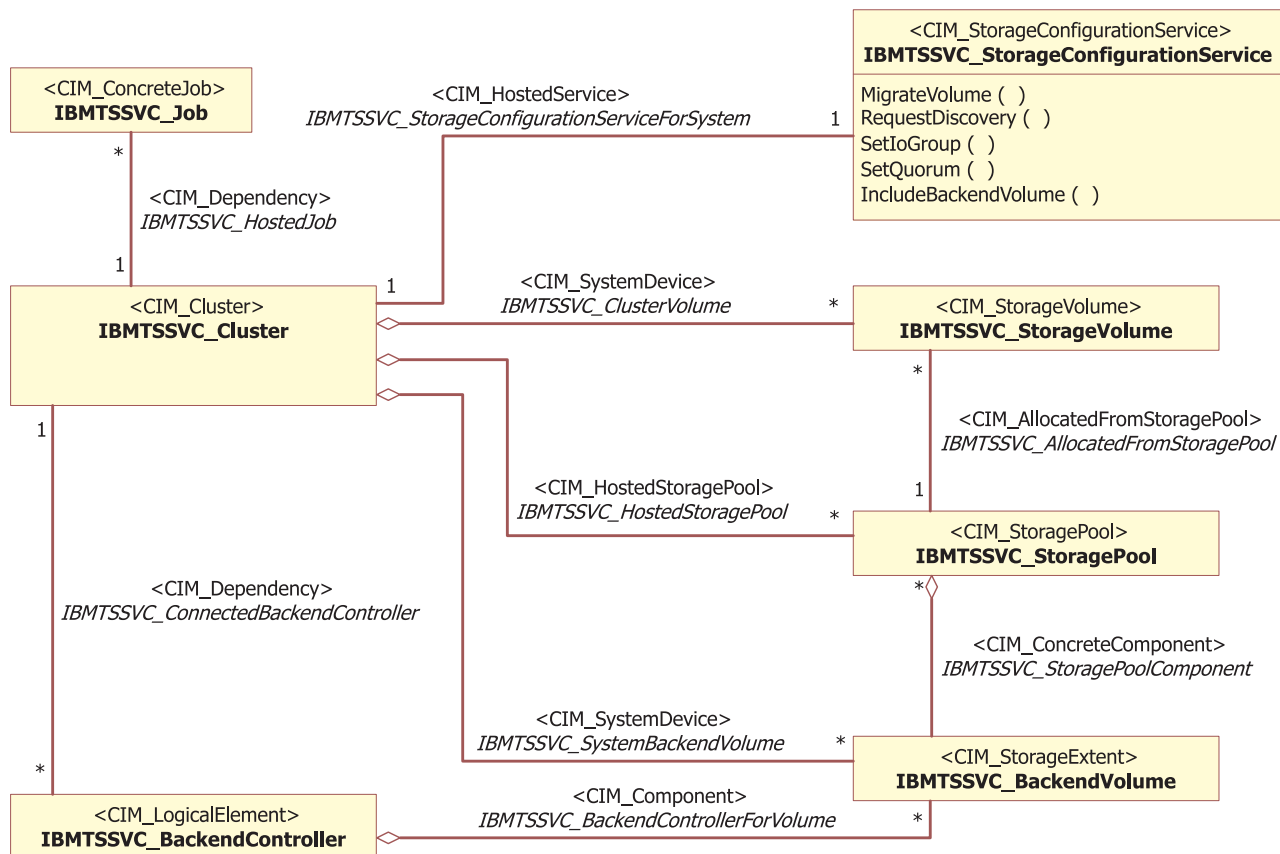 <CIM_StorageConfigurationService>
IBMTSSVC_StorageConfigurationService
MigrateVolume ( )
RequestDiscovery ( )
SetIoGroup ( )
SetQuorum ( )
IncludeBackendVolume ( )
<CIM_ConcreteJob>
IBMTSSVC_Job
<CIM_HostedService>
IBMTSSVC_StorageConfigurationServiceForSystem
1
*
<CIM_Dependency>
IBMTSSVC_HostedJob
1
1
<CIM_Cluster>
IBMTSSVC_Cluster
<CIM_SystemDevice>
IBMTSSVC_ClusterVolume
*
<CIM_StorageVolume>
IBMTSSVC_StorageVolume
*
<CIM_AllocatedFromStoragePool>
IBMTSSVC_AllocatedFromStoragePool
1
1
<CIM_HostedStoragePool>
IBMTSSVC_HostedStoragePool
*
<CIM_StoragePool>
IBMTSSVC_StoragePool
*
<CIM_Dependency>
IBMTSSVC_ConnectedBackendController
<CIM_ConcreteComponent>
IBMTSSVC_StoragePoolComponent
<CIM_SystemDevice>
IBMTSSVC_SystemBackendVolume
*
<CIM_StorageExtent>
IBMTSSVC_BackendVolume
*
<CIM_LogicalElement>
IBMTSSVC_BackendController
<CIM_Component>
IBMTSSVC_BackendControllerForVolume
*